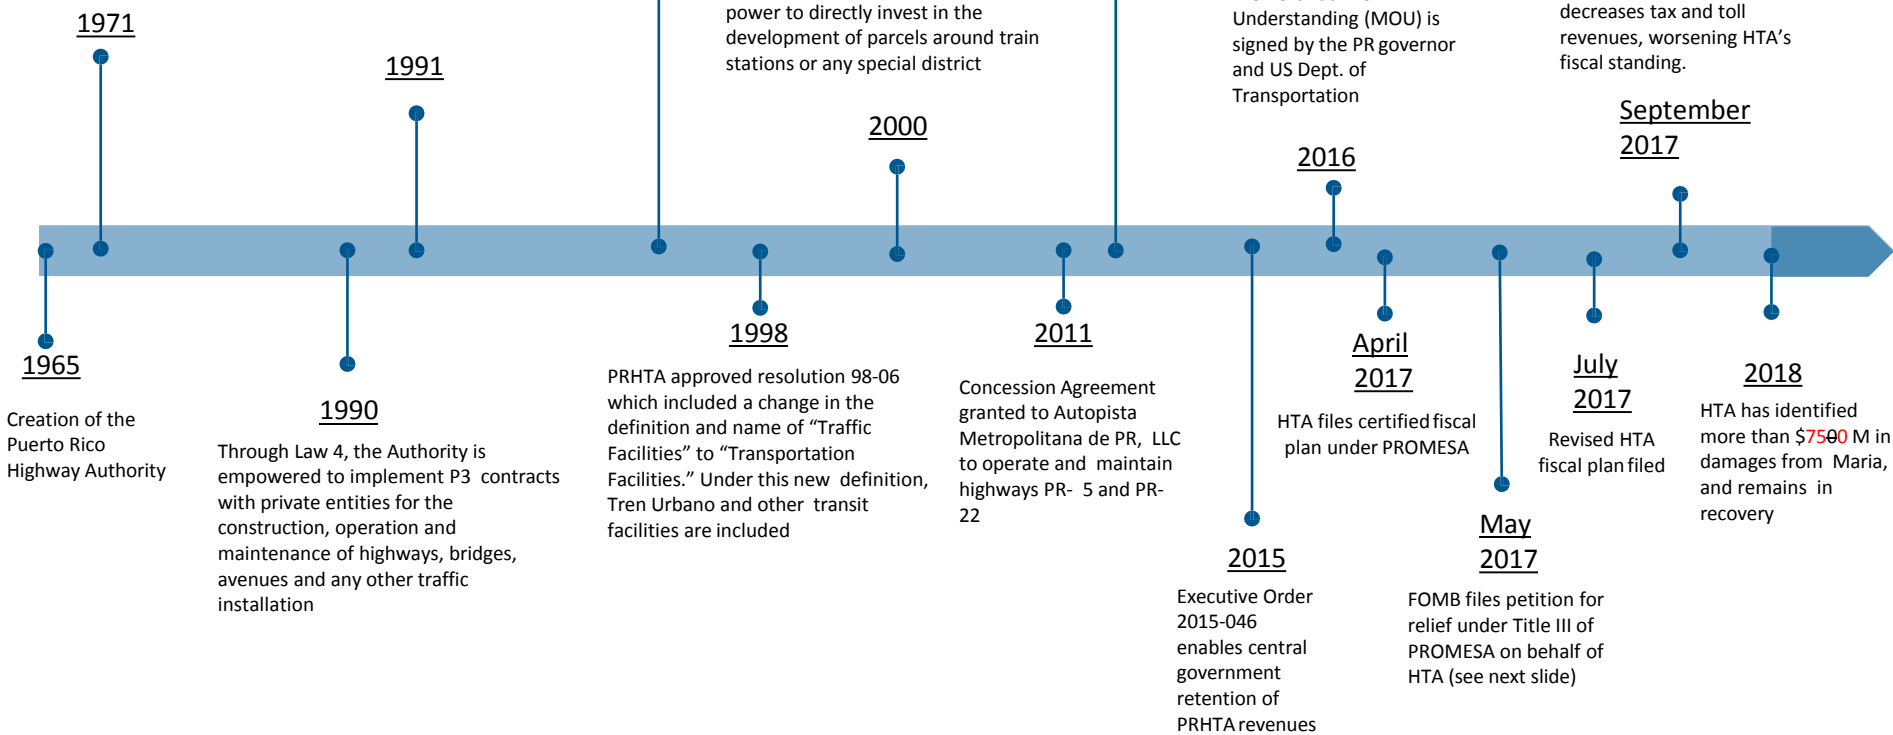 1971
1991
power to directly invest in the
development of parcels around train
stations or any special district
2000
Understanding (MOU) is
signed by the PR governor
and US Dept. of
Transportation
2016
decreases tax and toll
revenues, worsening HTA's
fiscal standing.
September
2017
1965
Creation of the
Puerto Rico
Highway Authority
1990
Through Law 4, the Authority is
empowered to implement P3 contracts
with private entities for the
construction, operation and
maintenance of highways, bridges,
avenues and any other traffic
installation
1998
PRHTA approved resolution 98-06
which included a change in the
definition and name of “Traffic
Facilities” to “Transportation
Facilities.” Under this new definition,
Tren Urbano and other transit
facilities are included
2011
Concession Agreement
granted to Autopista
Metropolitana de PR, LLC
to operate and maintain
highways PR- 5 and PR-
22
2015
Executive Order
2015-046
enables central
government
retention of
PRHTA revenues
April
2017
HTA files certified fiscal
plan under PROMESA
May
2017
FOMB files petition for
relief under Title III of
PROMESA on behalf of
HTA (see next slide)
July
2017
Revised HTA
fiscal plan filed
2018
HTA has identified
more than $7500 M in
damages from Maria,
and remains in
recovery